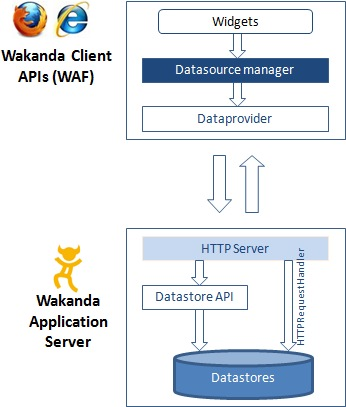 Wakanda Client
APIs (WAF)
Widgets
Datasource manager
Dataprovider
Wakanda
Application
Server
HTTP Server
Datastore API
HTTPRequestHandler
Datastores